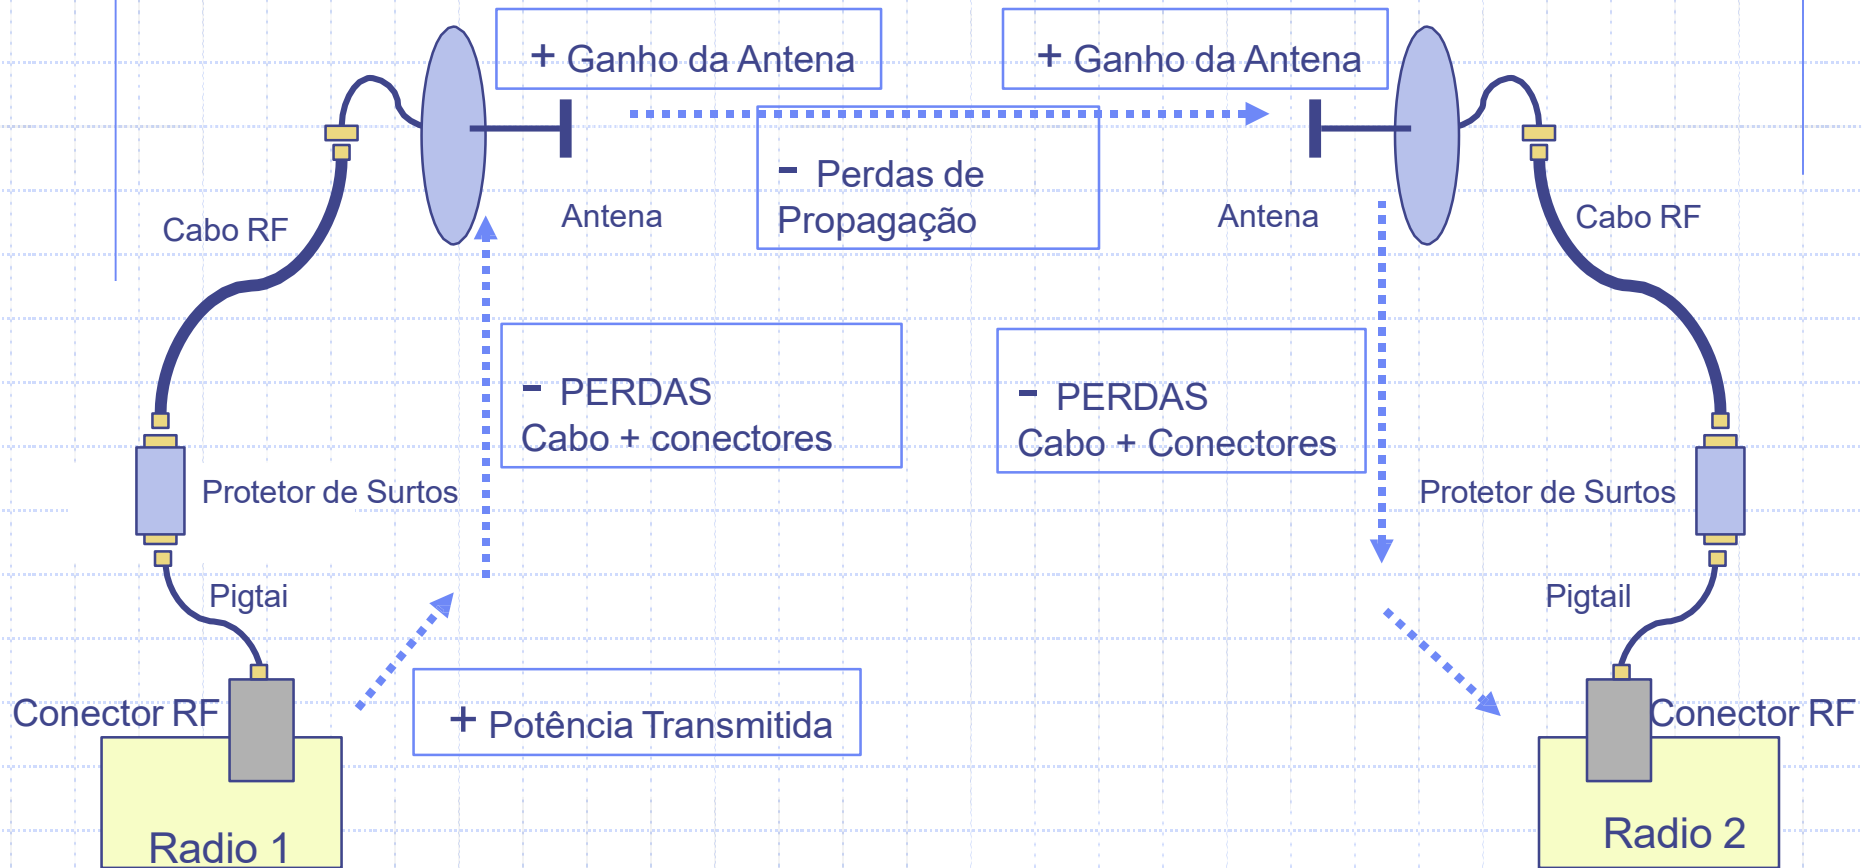 + Ganho da Antena
+ Ganho da Antena
- Perdas de
Propagação
Antena
Antena
Cabo RF
Cabo RF
- PERDAS
Cabo + conectores
- PERDAS
Cabo + Conectores
Protetor de Surtos
Protetor de Surtos
Pigtai
Pigtail
Conector RF
+ Potência Transmitida
Conector RF
Radio 1
Radio 2